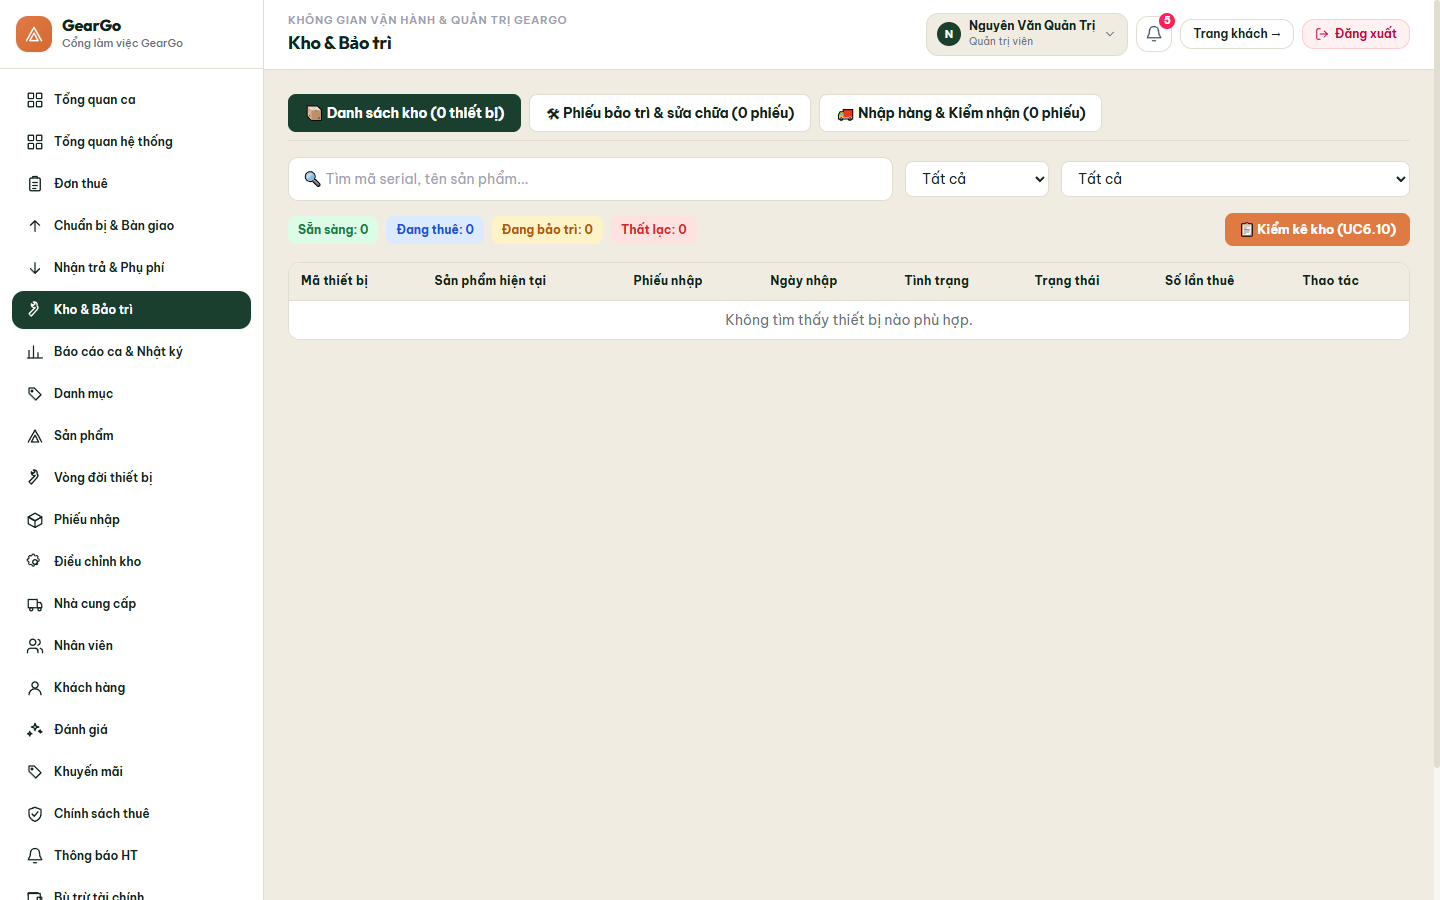 GearGo
Cổng làm việc GearGo
Tổng quan ca
Tổng quan hệ thống
Đơn thuê
Chuẩn bị & Bàn giao
Nhận trả & Phụ phí
Kho & Bảo trì
Báo cáo ca & Nhật ký
Danh mục
Sản phẩm
Vòng đời thiết bị
Phiếu nhập
Điều chỉnh kho
Nhà cung cấp
Nhân viên
Khách hàng
Đánh giá
Khuyến mãi
Chính sách thuê
Thông báo HT
Bù trừ tài chính
KHÔNG GIAN VẬN HÀNH & QUẢN TRỊ GEARGO
Kho & Bảo trì
N
Nguyễn Văn Quản Trị
Quản trị viên
5
Trang khách →
Đăng xuất
Danh sách kho (0 thiết bị)
Phiếu bảo trì & sửa chữa (0 phiếu)
Nhập hàng & Kiểm nhận (0 phiếu)
Tìm mã serial, tên sản phẩm...
Tất cả
Tất cả
Sẵn sàng: 0
Đang thuê: 0
Đang bảo trì: 0
Thất lạc: 0
Kiểm kê kho (UC6.10)
Mã thiết bị Sản phẩm hiện tại Phiếu nhập Ngày nhập Tình trạng Trạng thái Số lần thuê Thao tác
Không tìm thấy thiết bị nào phù hợp.